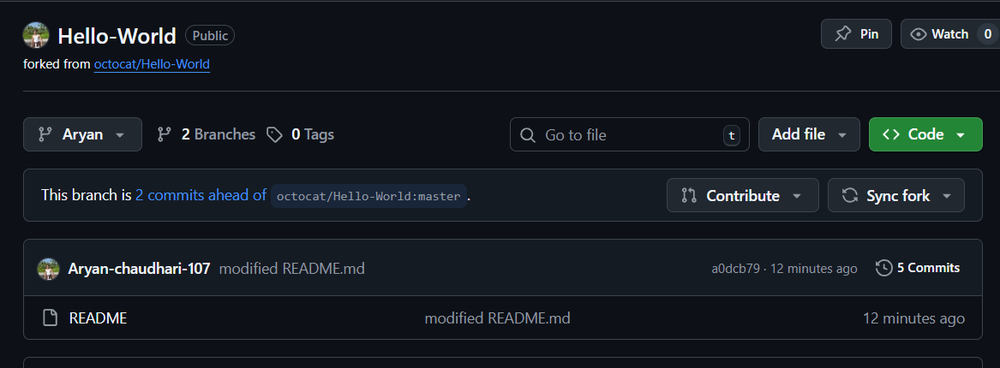 Hello-World Public Pin Watch 0
forked from octocat/Hello-World
Aryan 2 Branches 0 Tags Go to file t Add file Code
This branch is 2 commits ahead of octocat/Hello-World:master. Contribute Sync fork
Aryan-chaudhari-107 modified README.md a0dcb79 · 12 minutes ago 5 Commits
README modified README.md 12 minutes ago